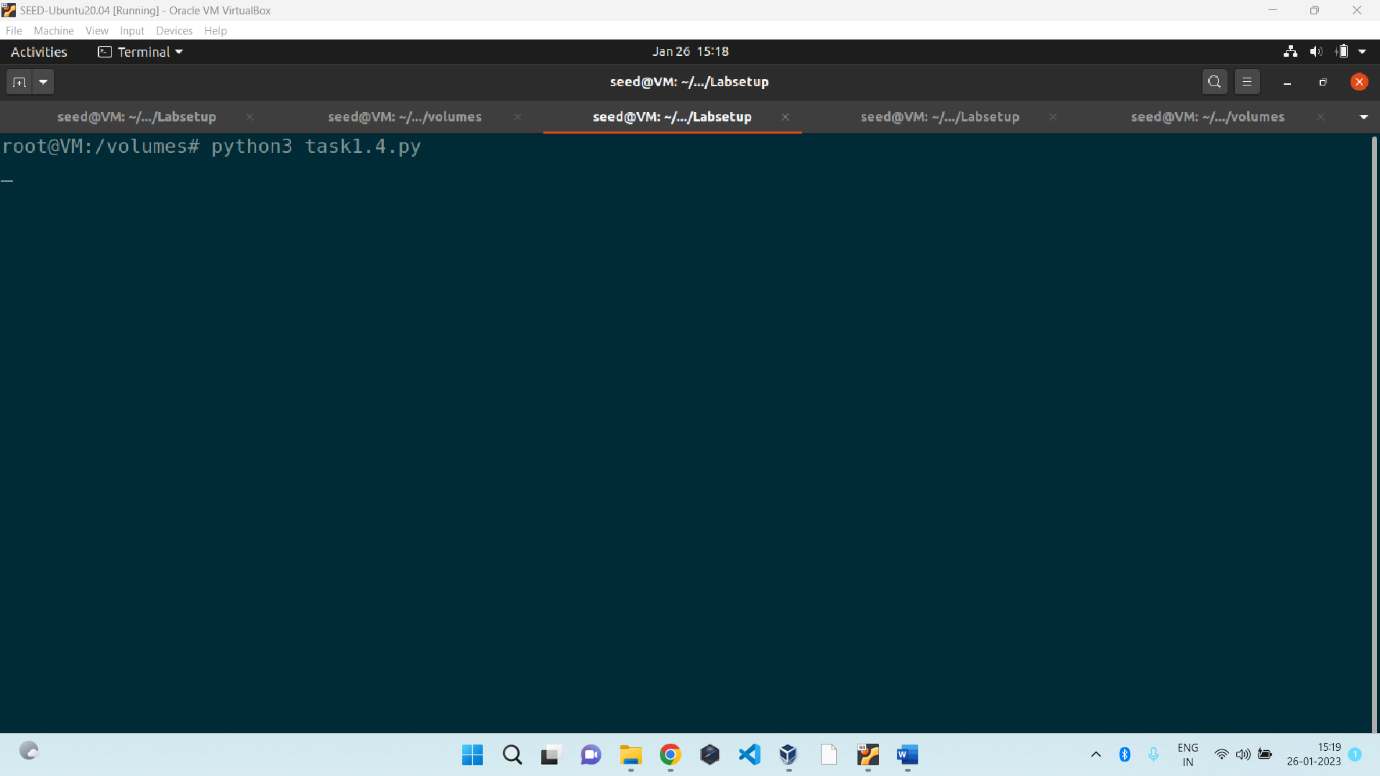 SEED-Ubuntu20.04 [Running] - Oracle VM VirtualBox
File Machine View Input Devices Help
Activities Terminal Jan 26 15:18
seed@VM: ~/.../Labsetup
seed@VM: ~/.../Labsetup seed@VM: ~/.../volumes seed@VM: ~/.../Labsetup seed@VM: ~/.../Labsetup seed@VM: ~/.../volumes
root@VM:/volumes# python3 task1.4.py
ENG 15:19
IN 26-01-2023 1